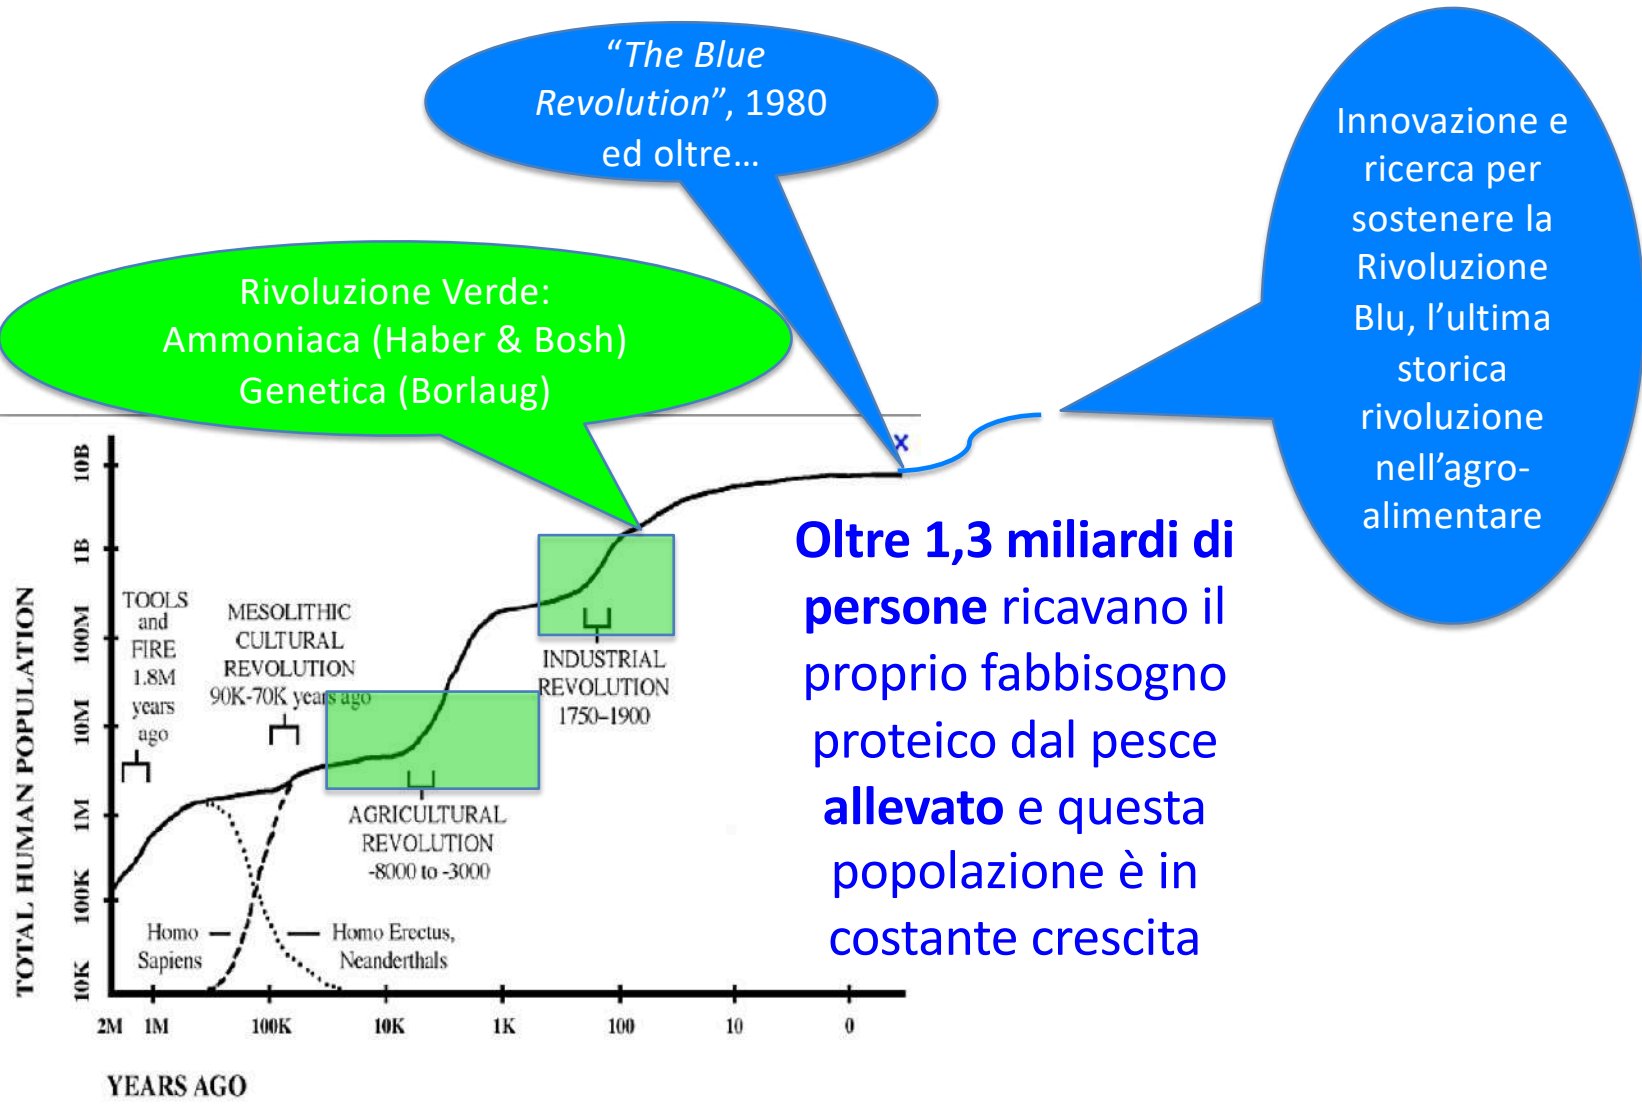 “The Blue
Revolution”, 1980
ed oltre…
Innovazione e
ricerca per
sostenere la
Rivoluzione
Blu, l’ultima
storica
rivoluzione
nell’agro-
alimentare
Rivoluzione Verde:
Ammoniaca (Haber & Bosh)
Genetica (Borlaug)
x
TOTAL HUMAN POPULATION
10B
1B
100M
10M
1M
100K
10K
TOOLS
and
FIRE
1.8M
years
ago
MESOLITHIC
CULTURAL
REVOLUTION
90K-70K years ago
INDUSTRIAL
REVOLUTION
1750–1900
AGRICULTURAL
REVOLUTION
-8000 to -3000
Homo
Sapiens
Homo Erectus,
Neanderthals
2M 1M 100K 10K 1K 100 10 0
YEARS AGO
Oltre 1,3 miliardi di
persone ricavano il
proprio fabbisogno
proteico dal pesce
allevato e questa
popolazione è in
costante crescita